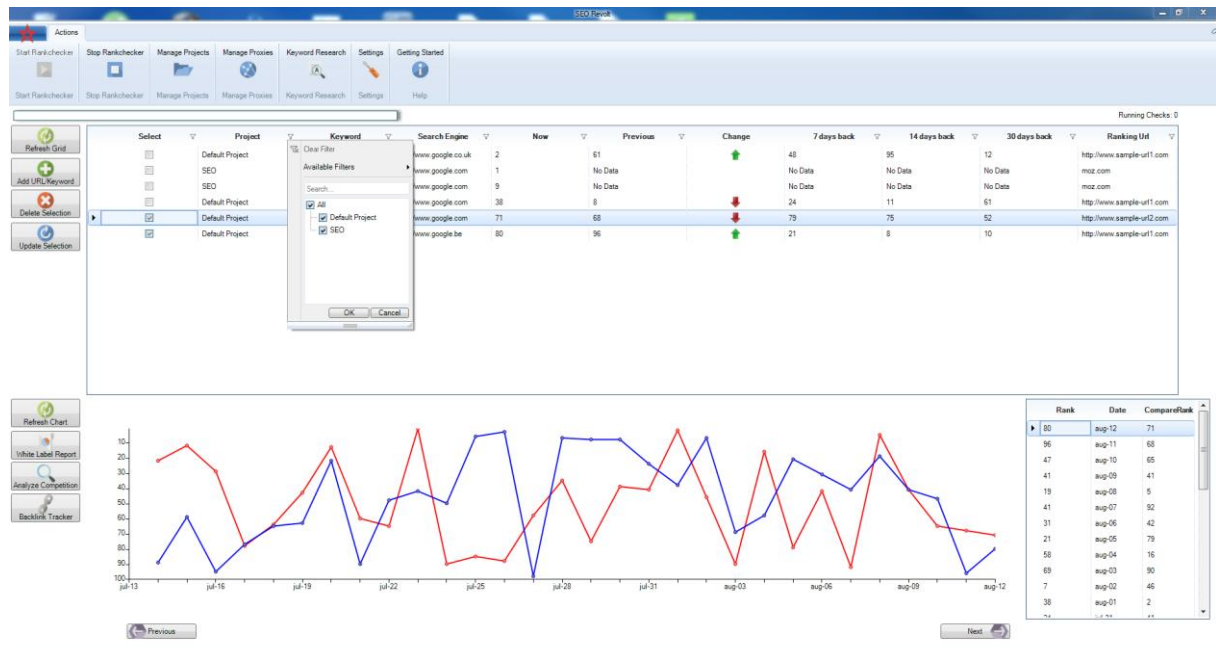 SEO Revolt
Actions
Start Rankchecker Stop Rankchecker Manage Projects Manage Proxies Keyword Research Settings Getting Started
Start Rankchecker Stop Rankchecker Manage Projects Manage Proxies Keyword Research Settings Help
Running Checks: 0
Refresh Grid
Add URL/Keyword
Delete Selection
Update Selection
Select Project Keyword Search Engine Now Previous Change 7 days back 14 days back 30 days back Ranking Url
Default Project /www.google.co.uk 2 61 48 95 12 http://www.sample-url1.com
SEO /www.google.com 1 No Data No Data No Data No Data moz.com
SEO /www.google.com 9 No Data No Data No Data No Data moz.com
Default Project /www.google.com 38 8 24 11 61 http://www.sample-url1.com
Default Project /www.google.com 71 68 79 75 52 http://www.sample-url2.com
Default Project /www.google.be 80 96 21 8 10 http://www.sample-url1.com
Clear Filter
Available Filters
Search...
All
Default Project
SEO
OK Cancel
Refresh Chart
White Label Report
Analyze Competition
Backlink Tracker
10
20
30
40
50
60
70
80
90
100
jul-13 jul-16 jul-19 jul-22 jul-25 jul-28 jul-31 aug-03 aug-06 aug-09 aug-12
Previous Next
Rank Date CompareRank
80 aug-12 71
96 aug-11 68
47 aug-10 65
41 aug-09 41
19 aug-08 5
41 aug-07 92
31 aug-06 42
21 aug-05 79
58 aug-04 16
69 aug-03 90
7 aug-02 46
38 aug-01 2